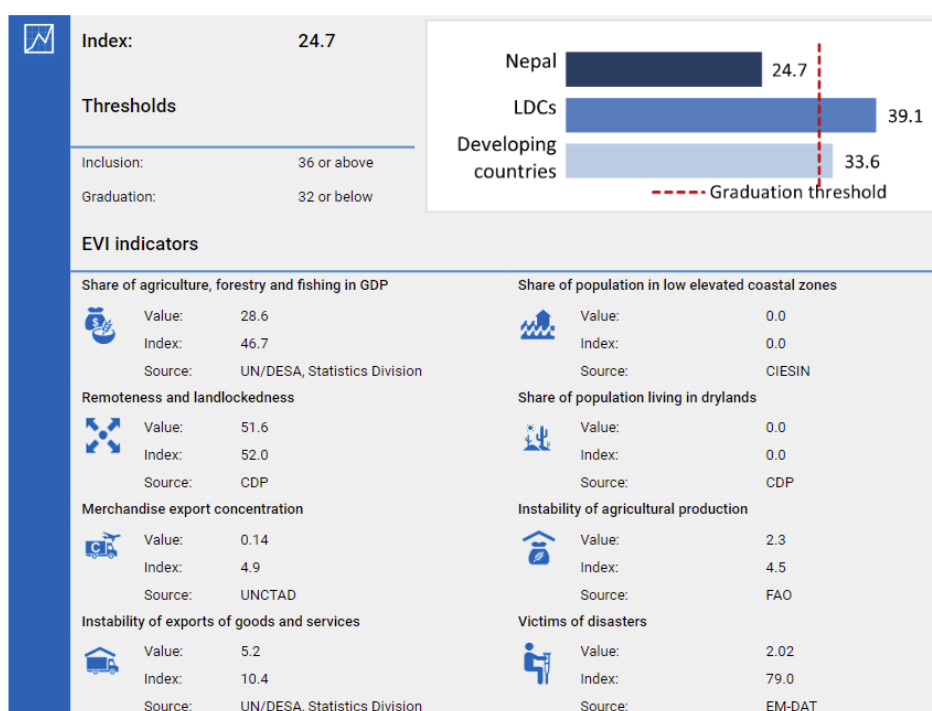 Index: 24.7
Thresholds
Inclusion: 36 or above
Graduation: 32 or below
Nepal 24.7
LDCs 39.1
Developing
countries 33.6
Graduation threshold
EVI indicators
Share of agriculture, forestry and fishing in GDP
Value: 28.6
Index: 46.7
Source: UN/DESA, Statistics Division
Share of population in low elevated coastal zones
Value: 0.0
Index: 0.0
Source: CIESIN
Remoteness and landlockedness
Value: 51.6
Index: 52.0
Source: CDP
Share of population living in drylands
Value: 0.0
Index: 0.0
Source: CDP
Merchandise export concentration
C
Value: 0.14
Index: 4.9
Source: UNCTAD
Instability of agricultural production
Value: 2.3
Index: 4.5
Source: FAO
Instability of exports of goods and services
Value: 5.2
Index: 10.4
Source: UN/DESA, Statistics Division
Victims of disasters
Value: 2.02
Index: 79.0
Source: EM-DAT